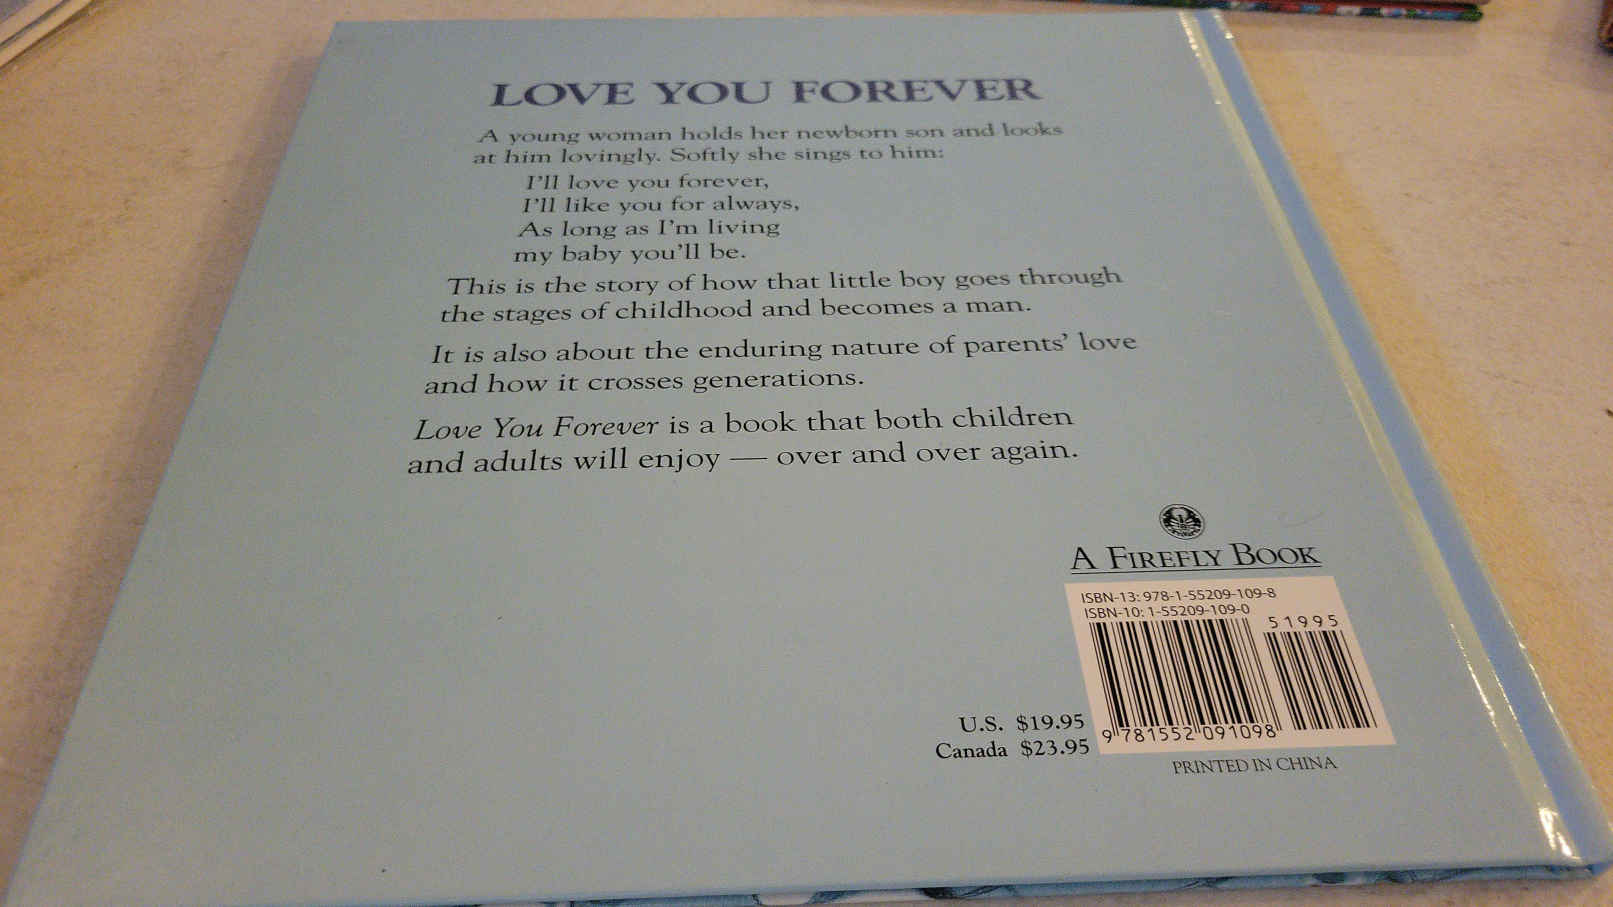 LOVE YOU FOREVER
A young woman holds her newborn son and looks
at him lovingly. Softly she sings to him:
I'll love you forever,
I'll like you for always,
As long as I'm living
my baby you'll be.
This is the story of how that little boy goes through
the stages of childhood and becomes a man.
It is also about the enduring nature of parents' love
and how it crosses generations.
Love You Forever is a book that both children
and adults will enjoy — over and over again.
A FIREFLY BOOK
ISBN-13: 978-1-55209-109-8
ISBN-10: 1-55209-109-0
51995
9 781552 091098
U.S. $19.95
Canada $23.95
PRINTED IN CHINA